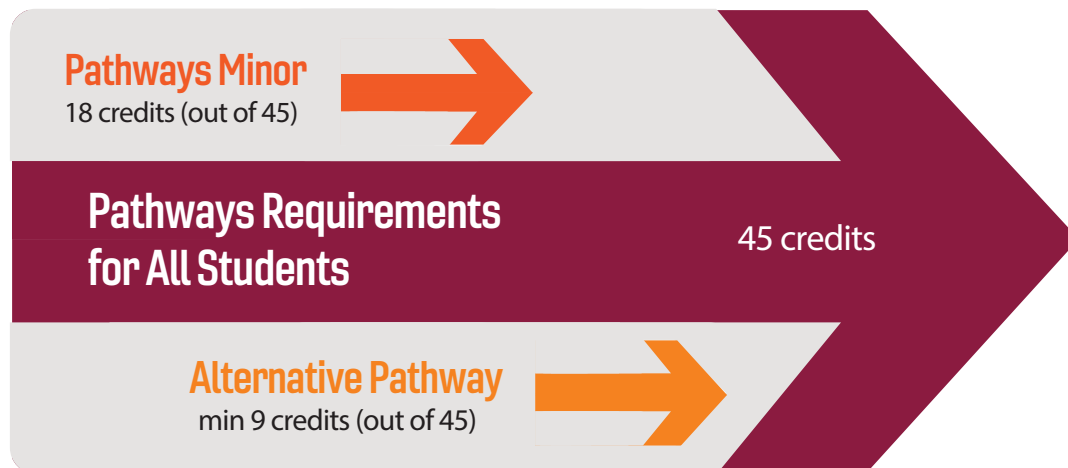 Pathways Minor
18 credits (out of 45)
Pathways Requirements
for All Students
45 credits
Alternative Pathway
min 9 credits (out of 45)